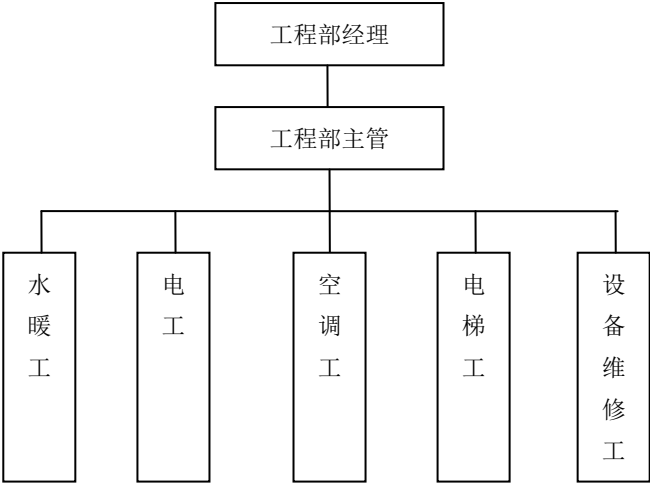 工程部经理
工程部主管
水暖工
电工
空调工
电梯工
设备维修工